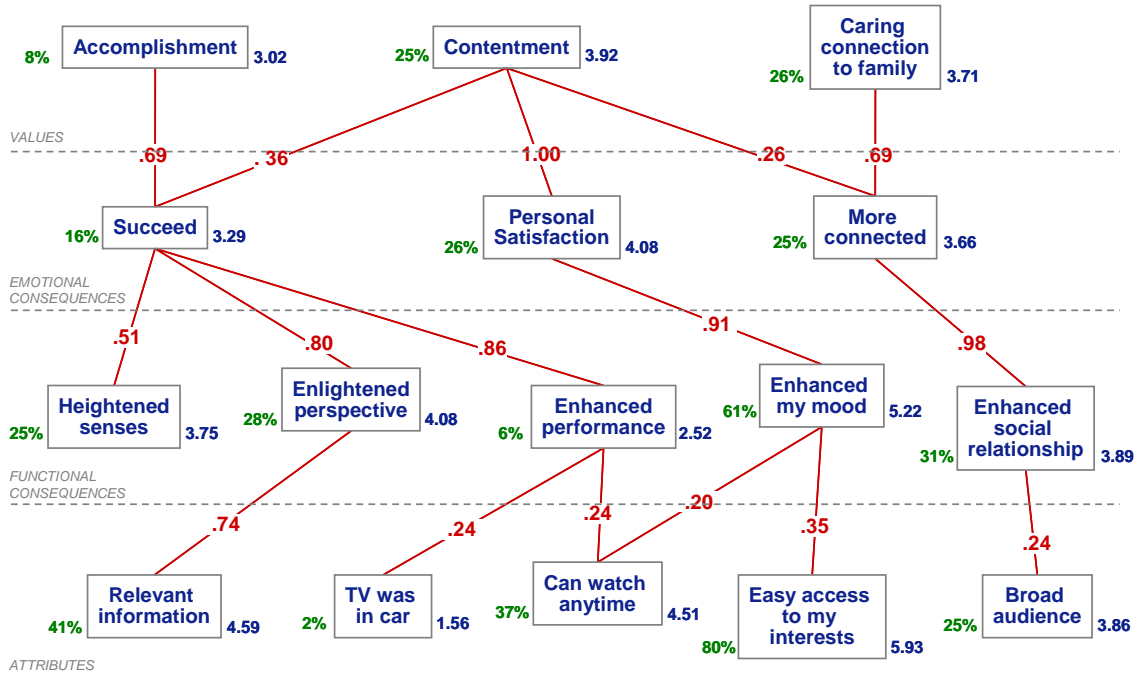 Accomplishment
8%
3.02
Contentment
25%
3.92
Caring
connection
to family
26%
3.71
VALUES
.69
. 36
1.00
.26
.69
Succeed
16%
3.29
Personal
Satisfaction
26%
4.08
More
connected
25%
3.66
EMOTIONAL
CONSEQUENCES
.51
.80
.86
.91
.98
Heightened
senses
25%
3.75
Enlightened
perspective
28%
4.08
Enhanced
performance
6%
2.52
Enhanced
my mood
61%
5.22
Enhanced
social
relationship
31%
3.89
FUNCTIONAL
CONSEQUENCES
.74
.24
.24
.20
.35
.24
Relevant
information
41%
4.59
TV was
in car
2%
1.56
Can watch
anytime
37%
4.51
Easy access
to my
interests
80%
5.93
Broad
audience
25%
3.86
ATTRIBUTES